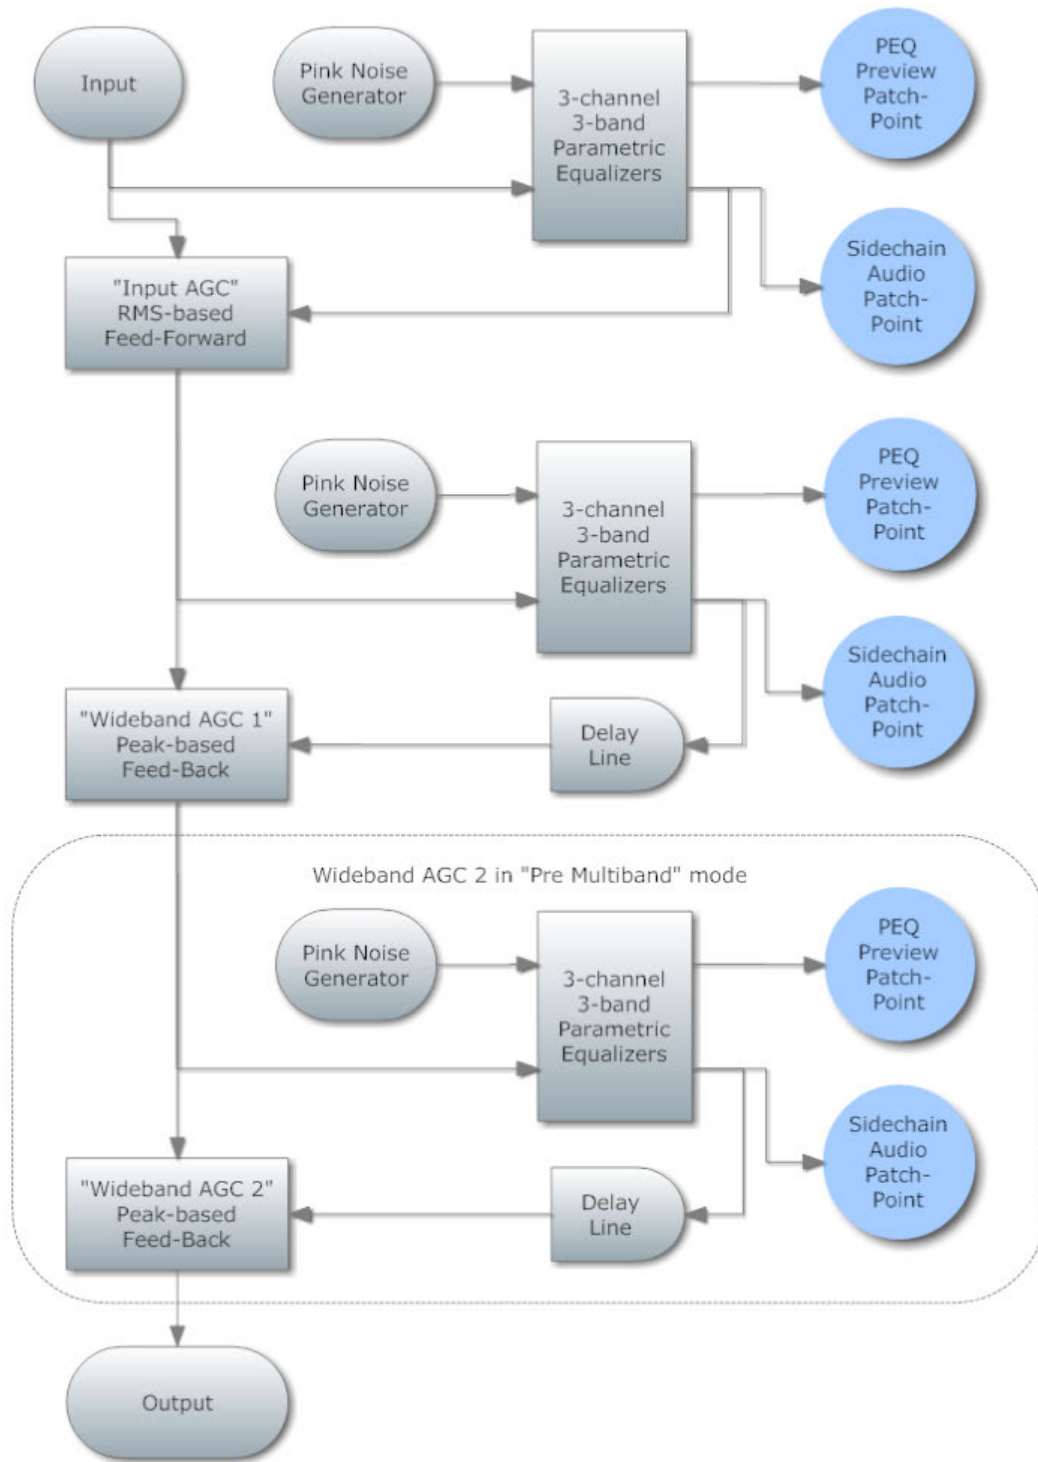 Input
Pink Noise
Generator
3-channel
3-band
Parametric
Equalizers
PEQ
Preview
Patch-
Point
Sidechain
Audio
Patch-
Point
"Input AGC"
RMS-based
Feed-Forward
Pink Noise
Generator
3-channel
3-band
Parametric
Equalizers
PEQ
Preview
Patch-
Point
Sidechain
Audio
Patch-
Point
"Wideband AGC 1"
Peak-based
Feed-Back
Delay
Line
Wideband AGC 2 in "Pre Multiband" mode
Pink Noise
Generator
3-channel
3-band
Parametric
Equalizers
PEQ
Preview
Patch-
Point
Sidechain
Audio
Patch-
Point
"Wideband AGC 2"
Peak-based
Feed-Back
Delay
Line
Output